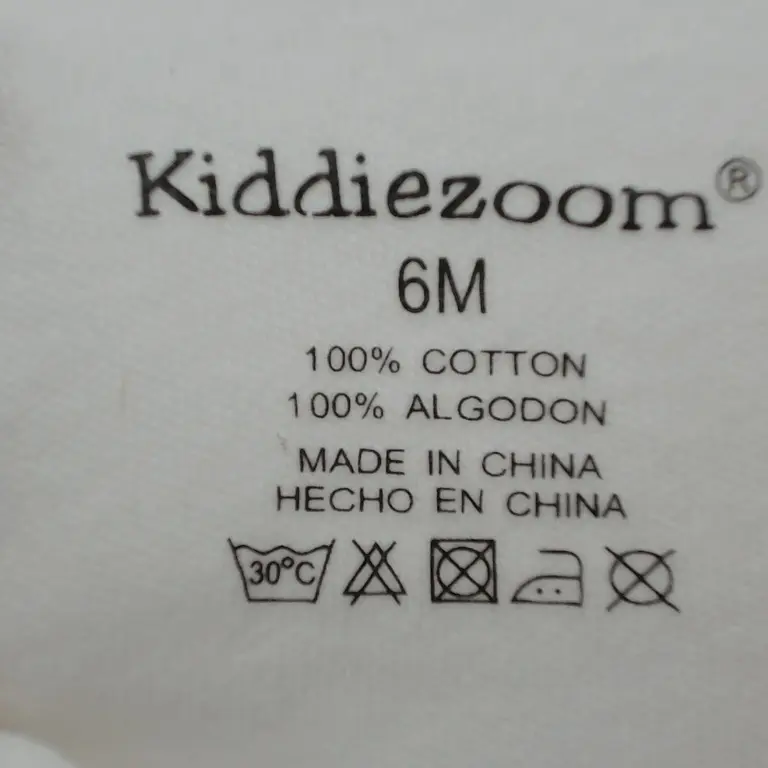 Kiddiezoom®
6M
100% COTTON
100% ALGODON
MADE IN CHINA
HECHO EN CHINA
30°C